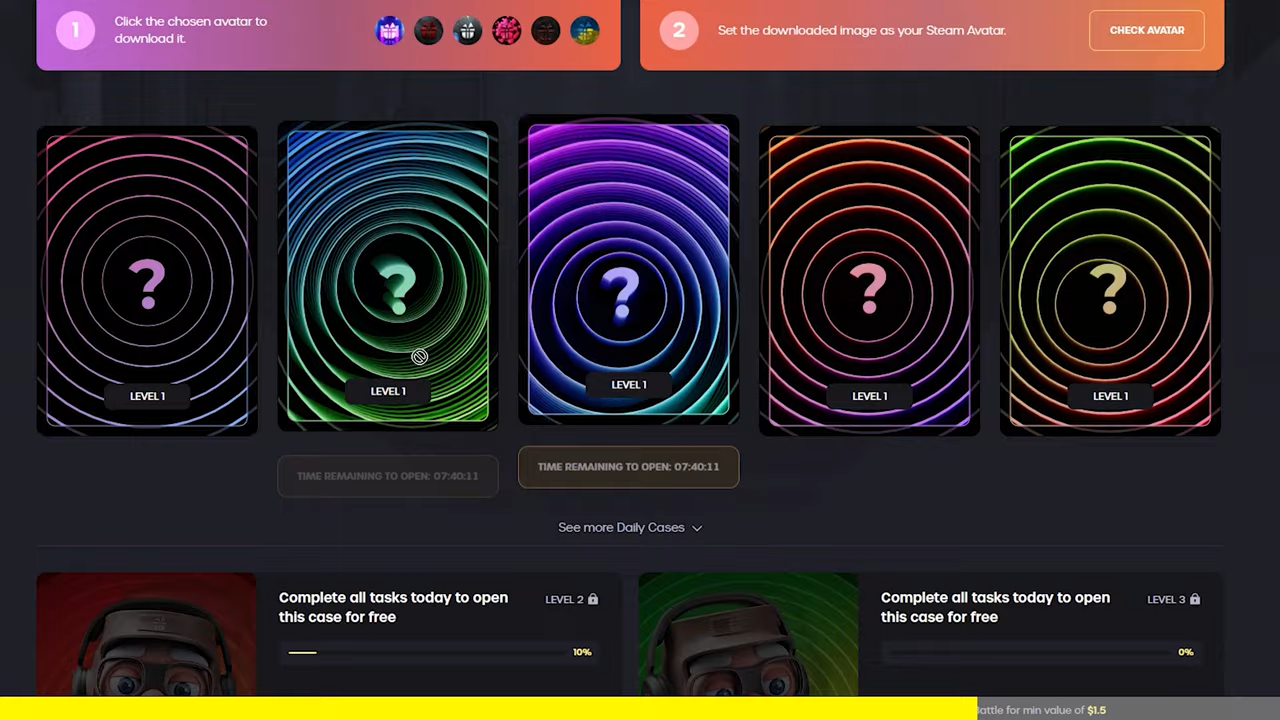 1
Click the chosen avatar to
download it.
2
Set the downloaded image as your Steam Avatar.
CHECK AVATAR
?
?
?
?
?
LEVEL 1
LEVEL 1
LEVEL 1
LEVEL 1
LEVEL 1
TIME REMAINING TO OPEN: 07:40:11
TIME REMAINING TO OPEN: 07:40:11
See more Daily Cases
Complete all tasks today to open
this case for free
LEVEL 2
10%
Complete all tasks today to open
this case for free
LEVEL 3
0%
attle for min value of $1.5